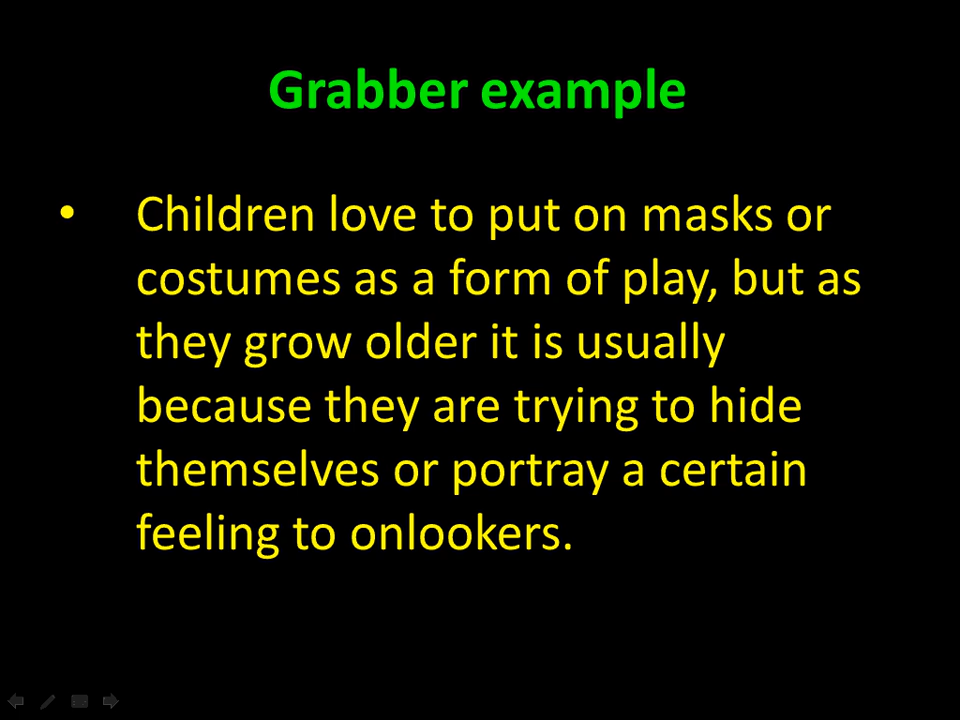 Grabber example
• Children love to put on masks or
costumes as a form of play, but as
they grow older it is usually
because they are trying to hide
themselves or portray a certain
feeling to onlookers.